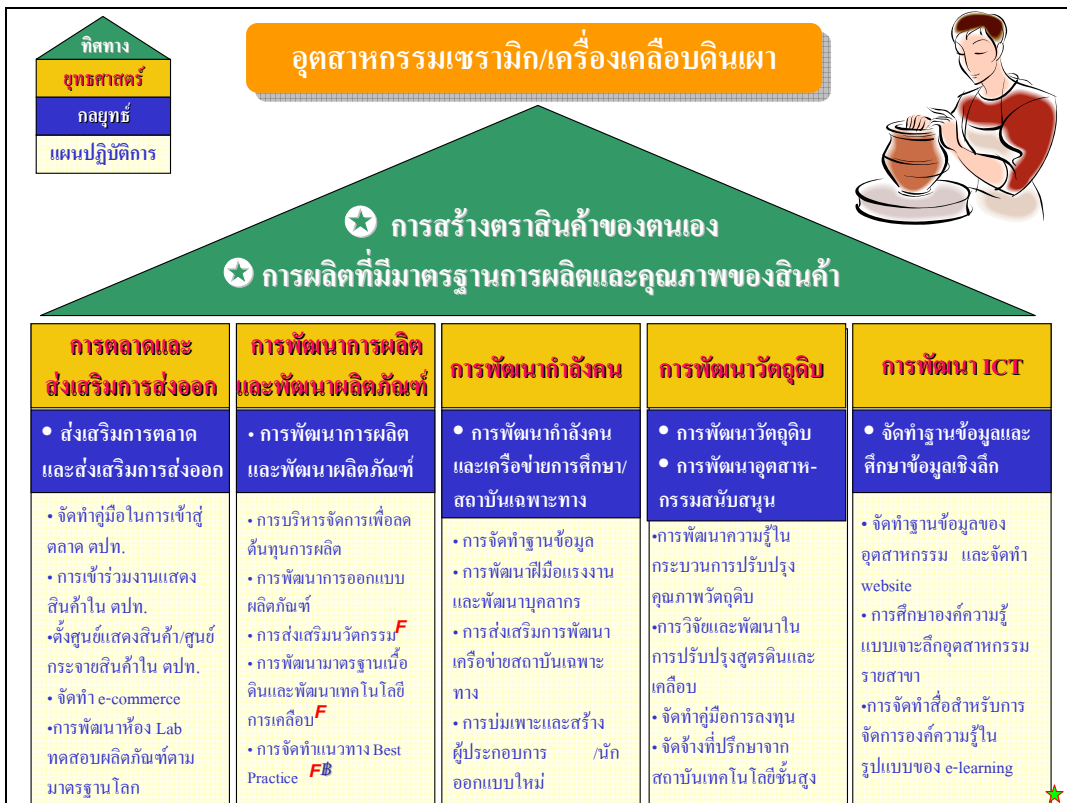 ทิศทาง
ยุทธศาสตร์
กลยุทธ์
แผนปฏิบัติการ
อุตสาหกรรมเซรามิก/เครื่องเคลือบดินเผา
การสร้างตราสินค้าของตนเอง
การผลิตที่มีมาตรฐานการผลิตและคุณภาพของสินค้า
การตลาดและ
ส่งเสริมการส่งออก
• ส่งเสริมการตลาด
และส่งเสริมการส่งออก
• จัดทำคู่มือในการเข้าสู่
ตลาด ตปท.
• การเข้าร่วมงานแสดง
สินค้าใน ตปท.
•ตั้งศูนย์แสดงสินค้า/ศูนย์
กระจายสินค้าใน ตปท.
• จัดทำ e-commerce
•การพัฒนาห้อง Lab
ทดสอบผลิตภัณฑ์ตาม
มาตรฐานโลก
การพัฒนาการผลิต
และพัฒนาผลิตภัณฑ์
• การพัฒนาการผลิต
และพัฒนาผลิตภัณฑ์
• การบริหารจัดการเพื่อลด
ต้นทุนการผลิต
• การพัฒนาการออกแบบ
ผลิตภัณฑ์
• การส่งเสริมนวัตกรรม F
• การพัฒนามาตรฐานเนื้อ
ดินและพัฒนาเทคโนโลยี
การเคลือบ F
• การจัดทำแนวทาง Best
Practice F฿
การพัฒนากำลังคน
• การพัฒนากำลังคน
และเครือข่ายการศึกษา/
สถาบันเฉพาะทาง
• การจัดทำฐานข้อมูล
• การพัฒนาฝีมือแรงงาน
และพัฒนาบุคลากร
• การส่งเสริมการพัฒนา
เครือข่ายสถาบันเฉพาะ
ทาง
• การบ่มเพาะและสร้าง
ผู้ประกอบการ /นัก
ออกแบบใหม่
การพัฒนาวัตถุดิบ
• การพัฒนาวัตถุดิบ
• การพัฒนาอุตสาห-
กรรมสนับสนุน
•การพัฒนาความรู้ใน
กระบวนการปรับปรุง
คุณภาพวัตถุดิบ
•การวิจัยและพัฒนาใน
การปรับปรุงสูตรดินและ
เคลือบ
• จัดทำคู่มือการลงทุน
• จัดจ้างที่ปรึกษาจาก
สถาบันเทคโนโลยีชั้นสูง
การพัฒนา ICT
• จัดทำฐานข้อมูลและ
ศึกษาข้อมูลเชิงลึก
• จัดทำฐานข้อมูลของ
อุตสาหกรรม และจัดทำ
website
• การศึกษาองค์ความรู้
แบบเจาะลึกอุตสาหกรรม
รายสาขา
•การจัดทำสื่อสำหรับการ
จัดการองค์ความรู้ใน
รูปแบบของ e-learning